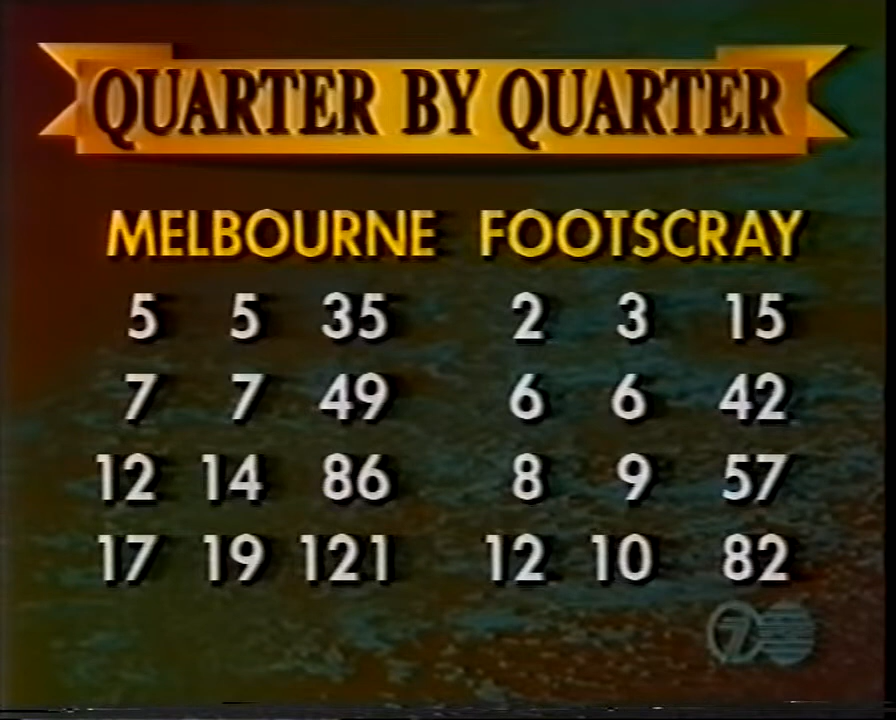 QUARTER BY QUARTER
MELBOURNE FOOTSCRAY
5 5 35 2 3 15
7 7 49 6 6 42
12 14 86 8 9 57
17 19 121 12 10 82
7